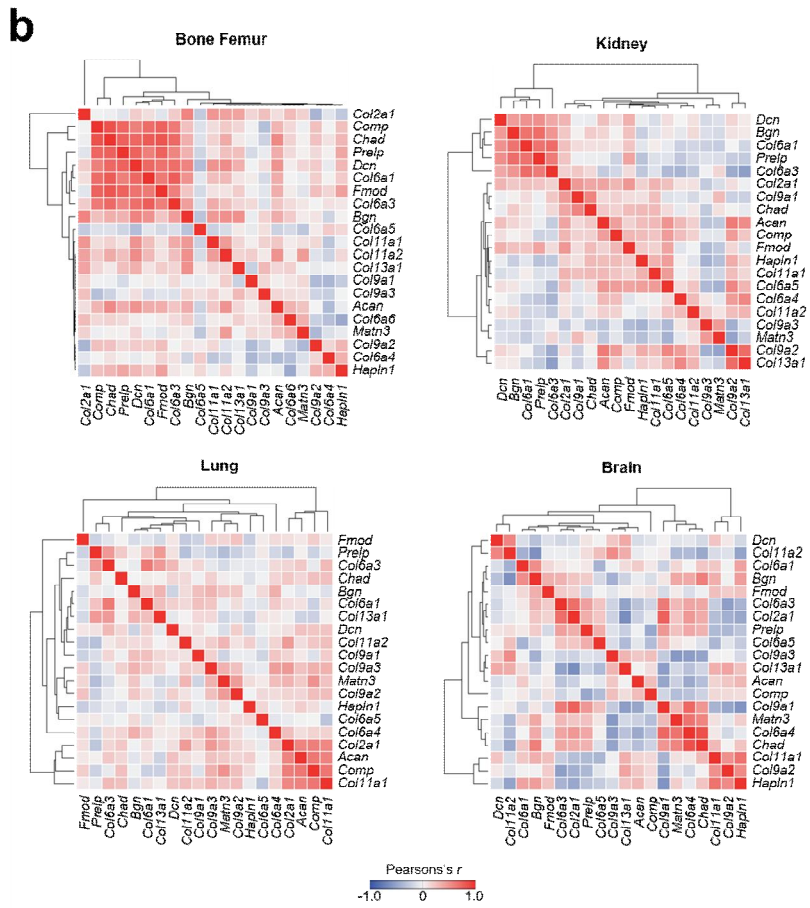 b
Bone Femur
Col2a1
Comp
Chad
Prelp
Dcn
Col6a1
Fmod
Col6a3
Bgn
Col6a5
Col11a1
Col11a2
Col13a1
Col9a1
Col9a3
Acan
Col6a6
Matn3
Col9a2
Col6a4
Hapln1
Col2a1
Comp
Chad
Prelp
Dcn
Col6a1
Fmod
Col6a3
Bgn
Col6a5
Col11a1
Col11a2
Col13a1
Col9a1
Col9a3
Acan
Col6a6
Matn3
Col9a2
Col6a4
Hapln1
Kidney
Dcn
Bgn
Col6a1
Prelp
Col6a3
Col2a1
Col9a1
Chad
Acan
Comp
Fmod
Hapln1
Col11a1
Col6a5
Col6a4
Col11a2
Col9a3
Matn3
Col9a2
Col13a1
Dcn
Bgn
Col6a1
Prelp
Col6a3
Col2a1
Col9a1
Chad
Acan
Comp
Fmod
Hapln1
Col11a1
Col6a5
Col6a4
Col11a2
Col9a3
Matn3
Col9a2
Col13a1
Lung
Fmod
Prelp
Col6a3
Chad
Bgn
Col6a1
Col13a1
Dcn
Col11a2
Col9a1
Col9a3
Matn3
Col9a2
Hapln1
Col6a5
Col6a4
Col2a1
Acan
Comp
Col11a1
Fmod
Prelp
Col6a3
Chad
Bgn
Col6a1
Col13a1
Dcn
Col11a2
Col9a1
Col9a3
Matn3
Col9a2
Hapln1
Col6a5
Col6a4
Col2a1
Acan
Comp
Col11a1
Brain
Dcn
Col11a2
Col6a1
Bgn
Fmod
Col6a3
Col2a1
Prelp
Col6a5
Col9a3
Col13a1
Acan
Comp
Col9a1
Matn3
Col6a4
Chad
Col11a1
Col9a2
Hapln1
Dcn
Col11a2
Col6a1
Bgn
Fmod
Col6a3
Col2a1
Prelp
Col6a5
Col9a3
Col13a1
Acan
Comp
Col9a1
Matn3
Col6a4
Chad
Col11a1
Col9a2
Hapln1
Pearsons's r
-1.0 0 1.0